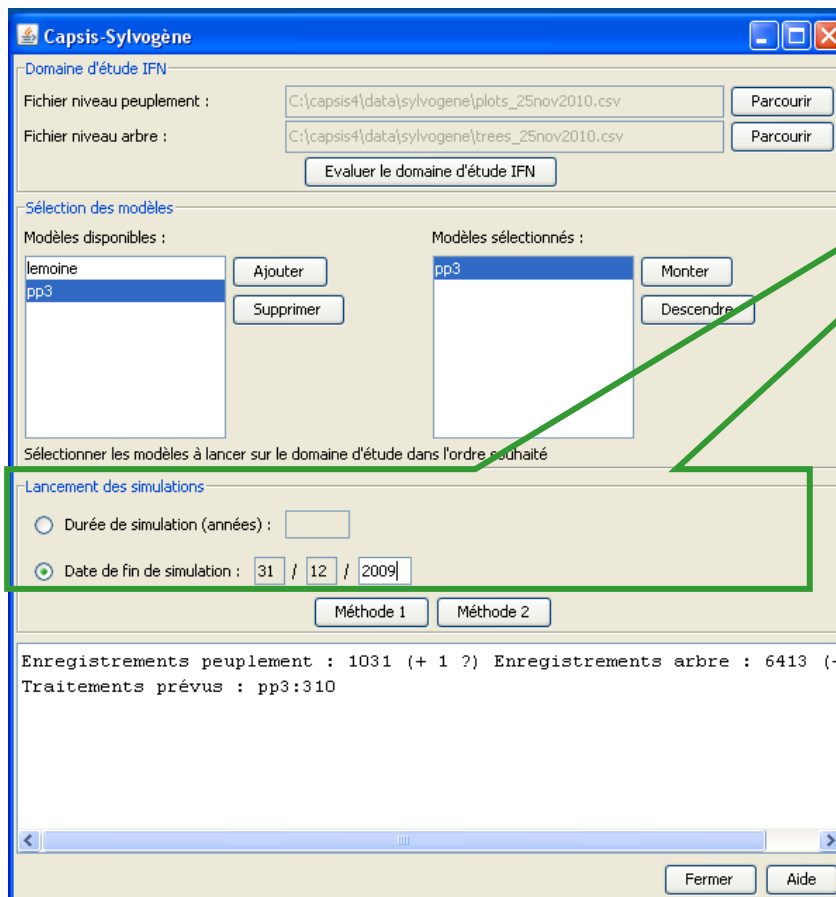 Capsis-Sylvogène
Domaine d'étude IFN
Fichier niveau peuplement : C:\capsis4\data\sylvogene\plots_25nov2010.csv Parcourir
Fichier niveau arbre : C:\capsis4\data\sylvogene\trees_25nov2010.csv Parcourir
Evaluer le domaine d'étude IFN
Sélection des modèles
Modèles disponibles : Modèles sélectionnés :
lemoine Ajouter pp3 Monter
pp3 Supprimer Descendre
Sélectionner les modèles à lancer sur le domaine d'étude dans l'ordre souhaité
Lancement des simulations
Durée de simulation (années) :
Date de fin de simulation : 31 / 12 / 2009
Méthode 1 Méthode 2
Enregistrements peuplement : 1031 (+ 1 ?) Enregistrements arbre : 6413 (
Traitements prévus : pp3:310
Fermer Aide